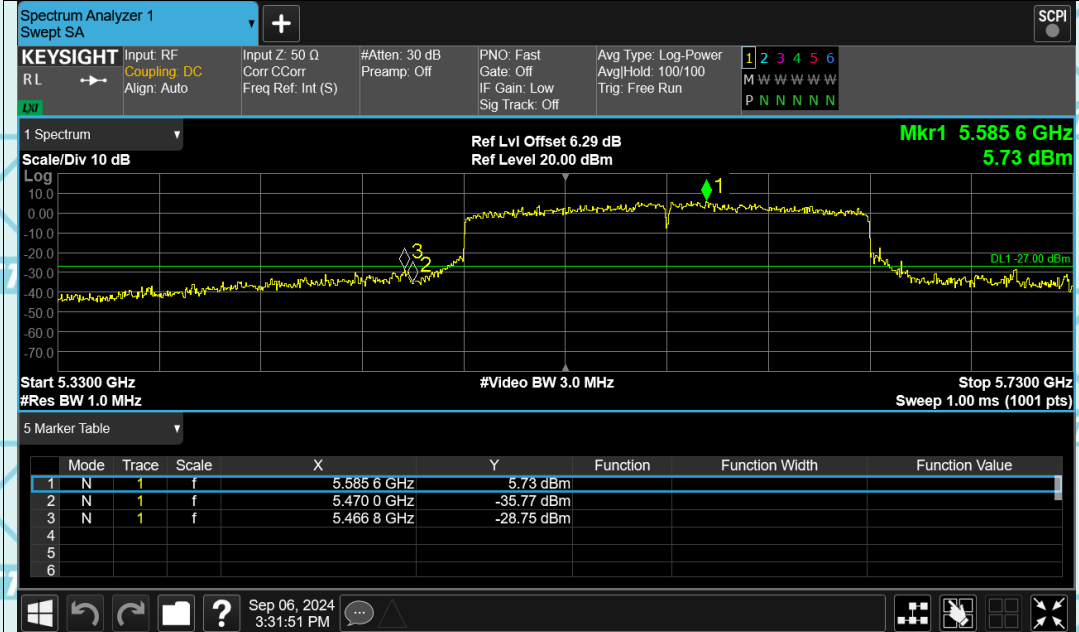 Spectrum Analyzer 1
Swept SA
+
SCPI
KEYSIGHT
RL
LXI
Input: RF
Coupling: DC
Align: Auto
Input Z: 50 Ω
Corr CCorr
Freq Ref: Int (S)
#Atten: 30 dB
Preamp: Off
PNO: Fast
Gate: Off
IF Gain: Low
Sig Track: Off
Avg Type: Log-Power
Avg|Hold: 100/100
Trig: Free Run
1 2 3 4 5 6
M W W W W W
P N N N N N
1 Spectrum
Scale/Div 10 dB
Ref Lvl Offset 6.29 dB
Ref Level 20.00 dBm
Mkr1 5.585 6 GHz
5.73 dBm
Log
10.0
0.00
-10.0
-20.0
-30.0
-40.0
-50.0
-60.0
-70.0
1
3
2
DL1 -27.00 dBm
Start 5.3300 GHz
#Video BW 3.0 MHz
Stop 5.7300 GHz
#Res BW 1.0 MHz
Sweep 1.00 ms (1001 pts)
5 Marker Table
Mode Trace Scale X Y Function Function Width Function Value
1 N 1 f 5.585 6 GHz 5.73 dBm
2 N 1 f 5.470 0 GHz -35.77 dBm
3 N 1 f 5.466 8 GHz -28.75 dBm
4
5
6
?
Sep 06, 2024
3:31:51 PM